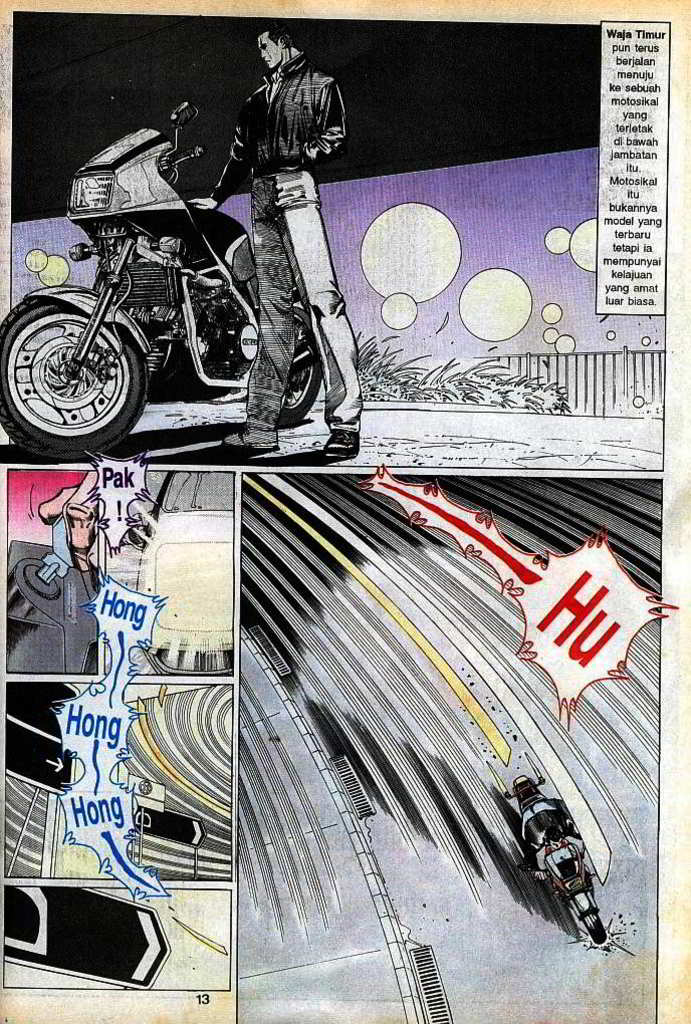 Waja Timur
pun terus
berjalan
menuju
ke sebuah
motosikal
yang
terletak
di bawah
jambatan
itu.
Motosikal
itu
bukannya
model yang
terbaru
tetapi ia
mempunyai
kelajuan
yang amat
luar biasa.
Pak
!
Hong
Hong
Hong
Hu
13